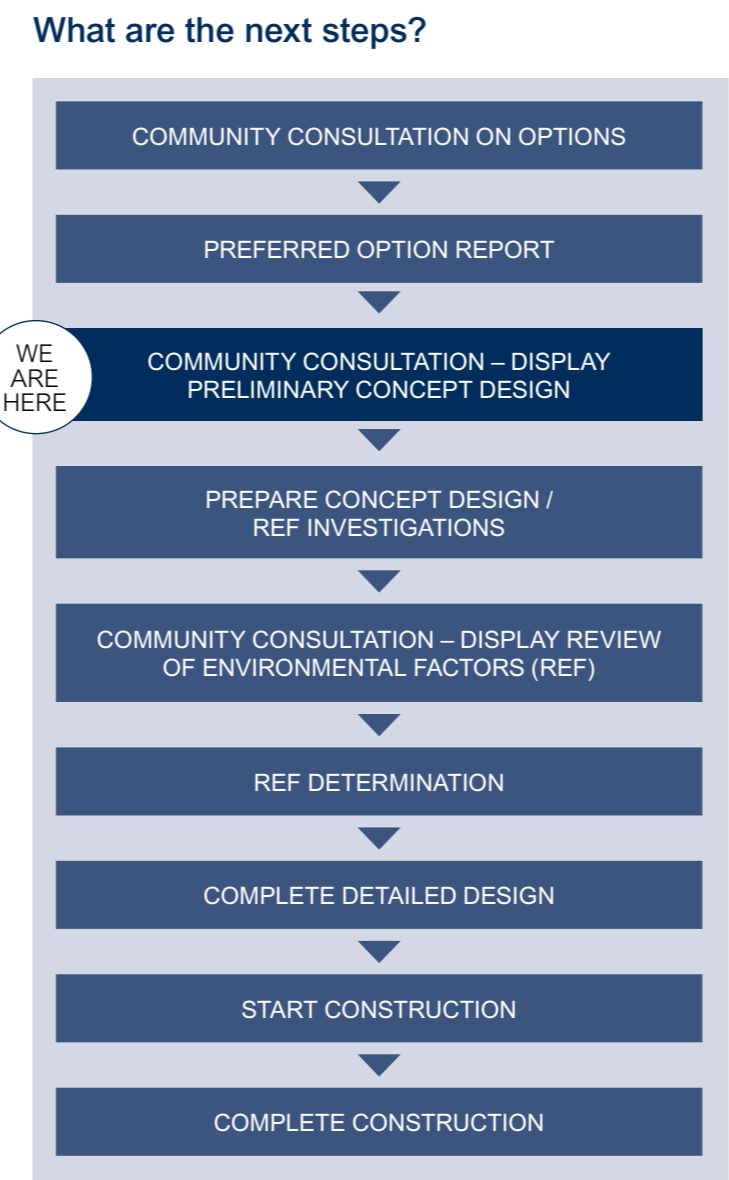 What are the next steps?
COMMUNITY CONSULTATION ON OPTIONS
PREFERRED OPTION REPORT
WE
ARE
HERE
COMMUNITY CONSULTATION – DISPLAY
PRELIMINARY CONCEPT DESIGN
PREPARE CONCEPT DESIGN /
REF INVESTIGATIONS
COMMUNITY CONSULTATION – DISPLAY REVIEW
OF ENVIRONMENTAL FACTORS (REF)
REF DETERMINATION
COMPLETE DETAILED DESIGN
START CONSTRUCTION
COMPLETE CONSTRUCTION